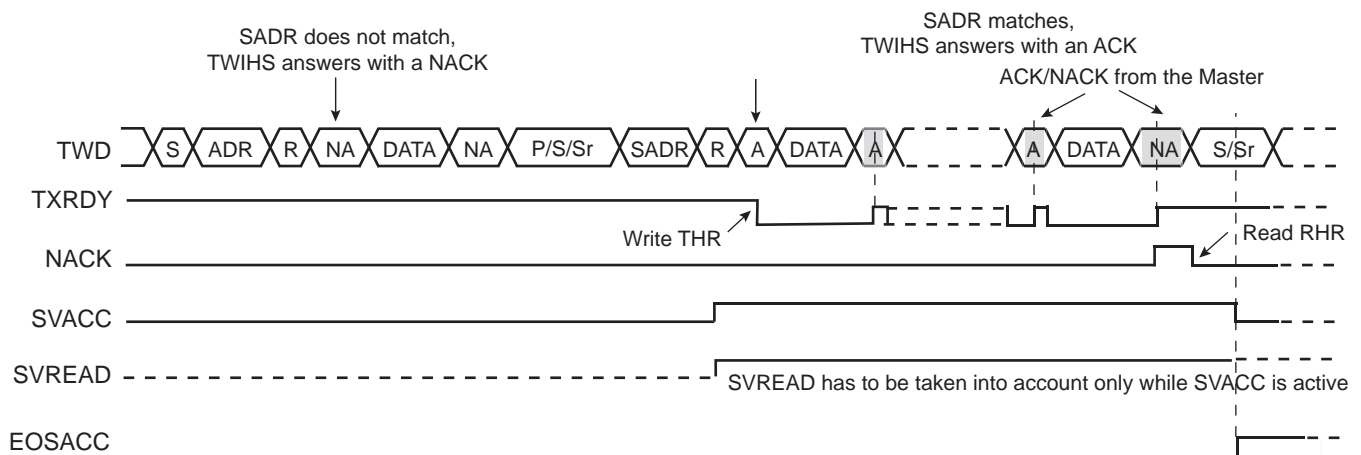 SADR does not match,
TWIHS answers with a NACK
SADR matches,
TWIHS answers with an ACK
ACK/NACK from the Master
TWD S ADR R NA DATA NA P/S/Sr SADR R A DATA A A DATA NA S/Sr
TXRDY
Write THR
Read RHR
NACK
SVACC
SVREAD
SVREAD has to be taken into account only while SVACC is active
EOSACC